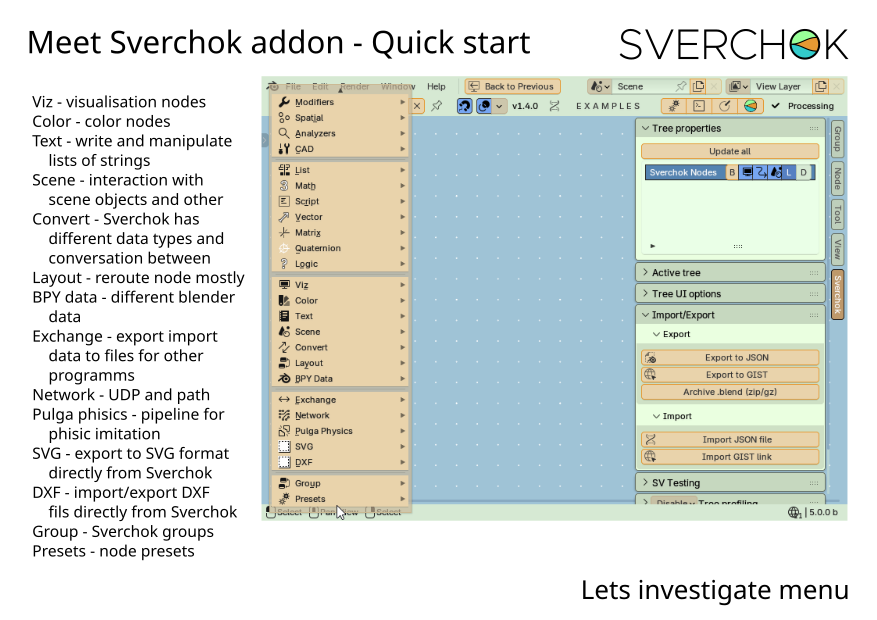 Meet Sverchok addon - Quick start
SVERCHOK
Viz - visualisation nodes
Color - color nodes
Text - write and manipulate
lists of strings
Scene - interaction with
scene objects and other
Convert - Sverchok has
different data types and
conversation between
Layout - reroute node mostly
BPY data - different blender
data
Exchange - export import
data to files for other
programms
Network - UDP and path
Pulga phisics - pipeline for
phisic imitation
SVG - export to SVG format
directly from Sverchok
DXF - import/export DXF
fils directly from Sverchok
Group - Sverchok groups
Presets - node presets
File Edit Render Window Help Back to Previous Scene View Layer
v1.4.0 EXAMPLES Processing
Modifiers
Spatial
Analyzers
CAD
List
Math
Script
Vector
Matrix
Quaternion
Logic
Viz
Color
Text
Scene
Convert
Layout
BPY Data
Exchange
Network
Pulga Physics
SVG
DXF
Group
Presets
Select Pan View Select
Tree properties
Update all
Sverchok Nodes B L D
Active tree
Tree UI options
Import/Export
Export
Export to JSON
Export to GIST
Archive .blend (zip/gz)
Import
Import JSON file
Import GIST link
SV Testing
Disable Tree profiling
Group
Node
Tool
View
Sverchok
1 5.0.0 b
Lets investigate menu